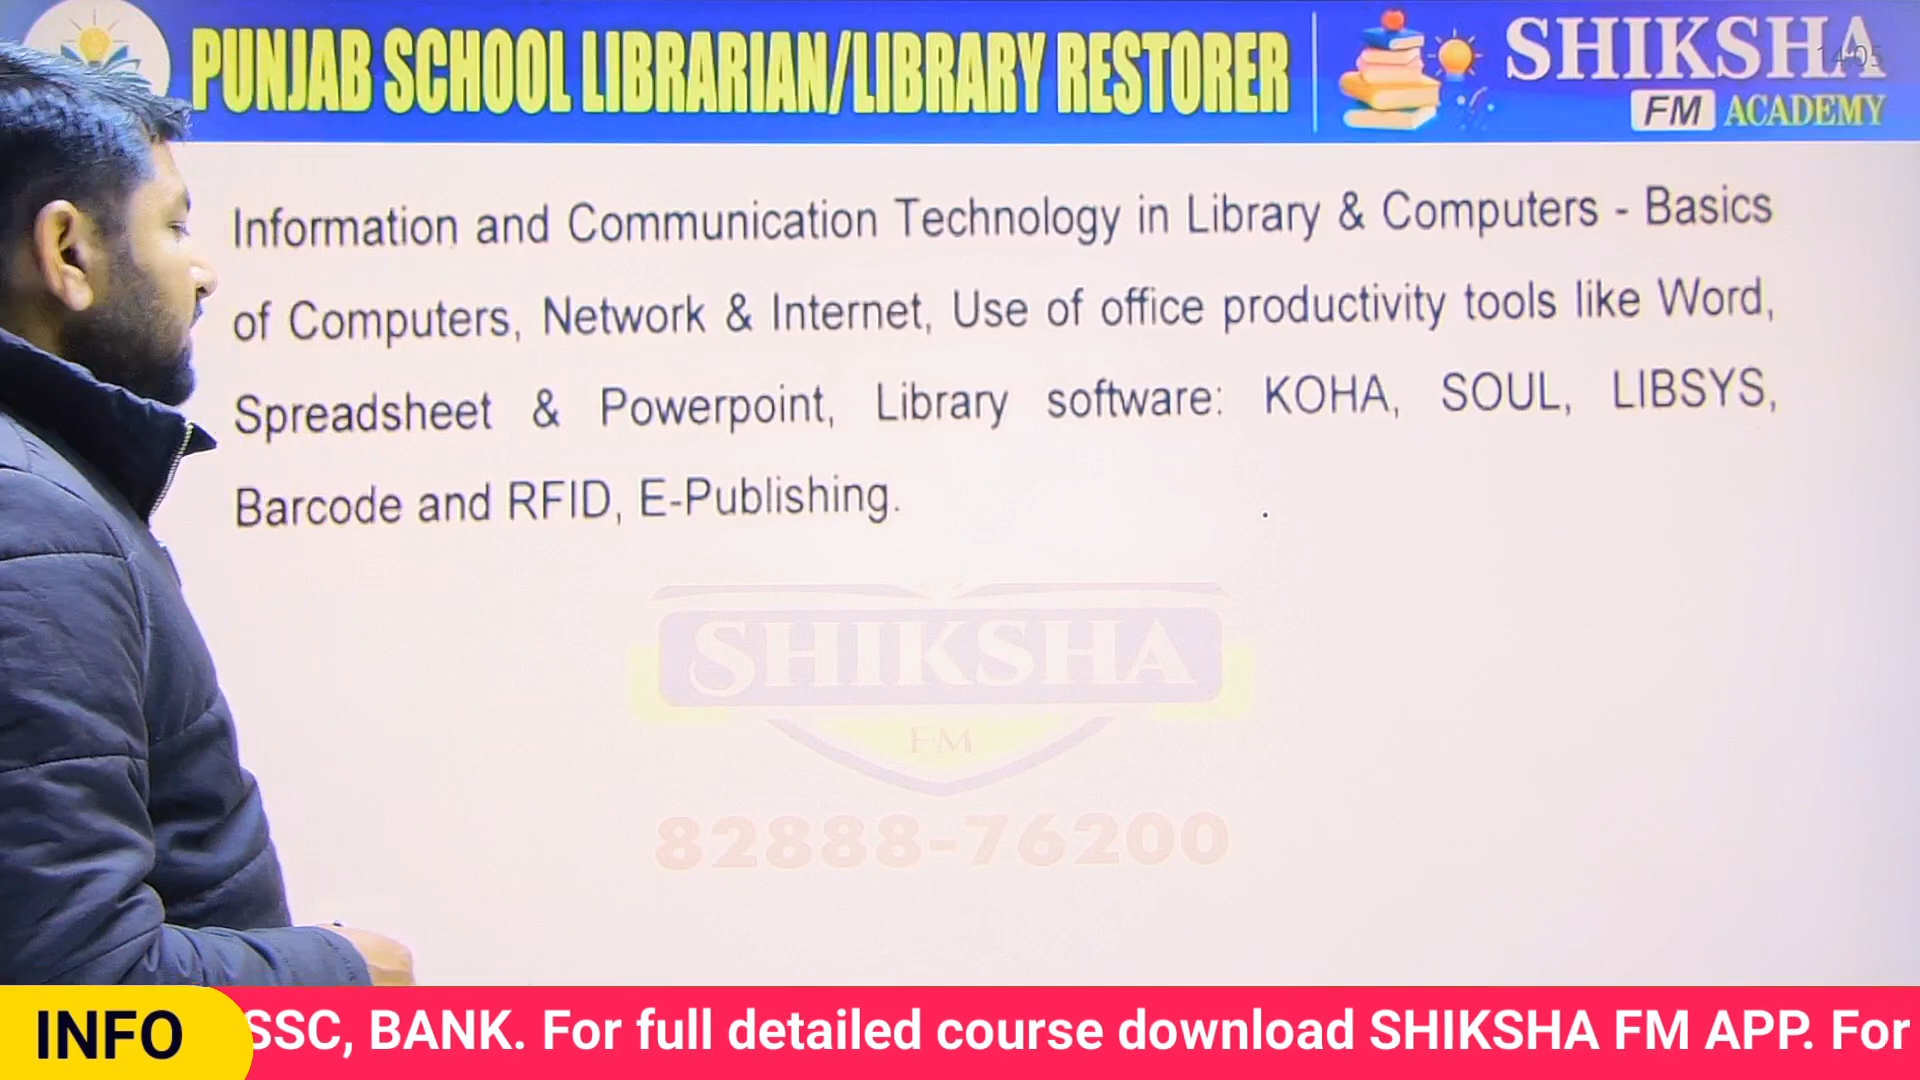 PUNJAB SCHOOL LIBRARIAN/LIBRARY RESTORER
SHIKSHA
14:05
FM ACADEMY
Information and Communication Technology in Library & Computers - Basics
of Computers, Network & Internet, Use of office productivity tools like Word,
Spreadsheet & Powerpoint, Library software: KOHA, SOUL, LIBSYS,
Barcode and RFID, E-Publishing.
SHIKSHA
FM
82888-76200
INFO
SSC, BANK. For full detailed course download SHIKSHA FM APP. For